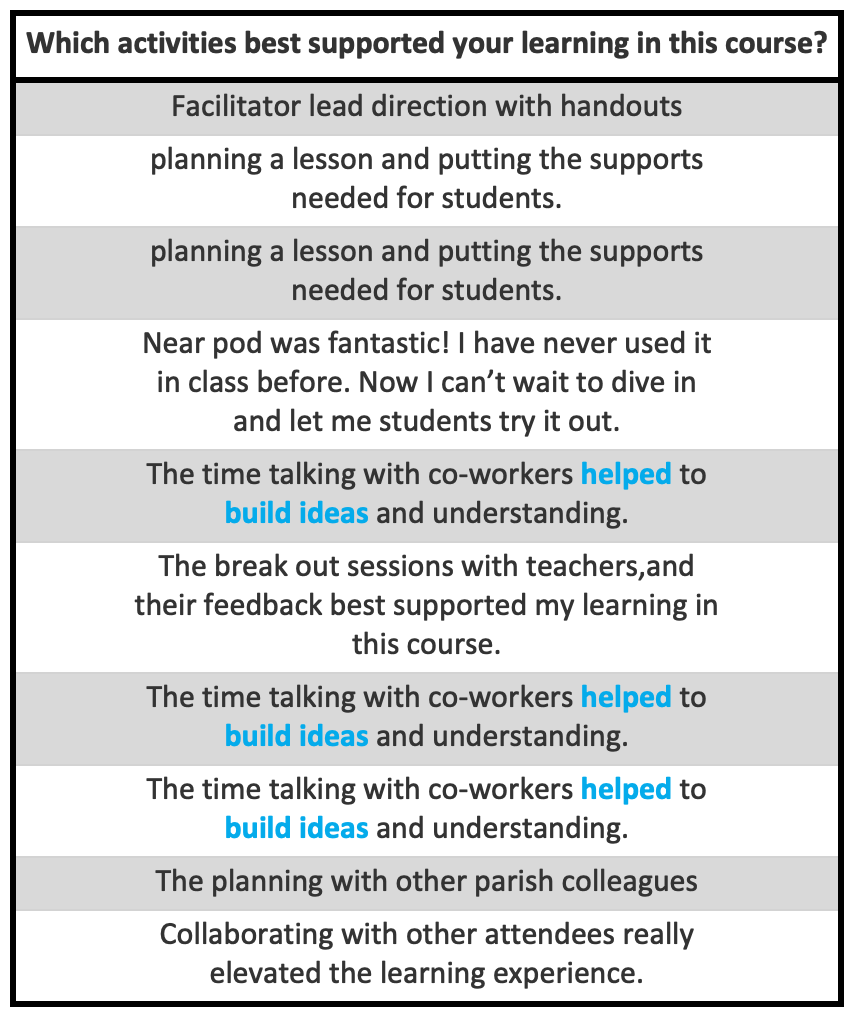 Which activities best supported your learning in this course?
Facilitator lead direction with handouts
planning a lesson and putting the supports
needed for students.
planning a lesson and putting the supports
needed for students.
Near pod was fantastic! I have never used it
in class before. Now I can’t wait to dive in
and let me students try it out.
The time talking with co-workers helped to
build ideas and understanding.
The break out sessions with teachers,and
their feedback best supported my learning in
this course.
The time talking with co-workers helped to
build ideas and understanding.
The time talking with co-workers helped to
build ideas and understanding.
The planning with other parish colleagues
Collaborating with other attendees really
elevated the learning experience.